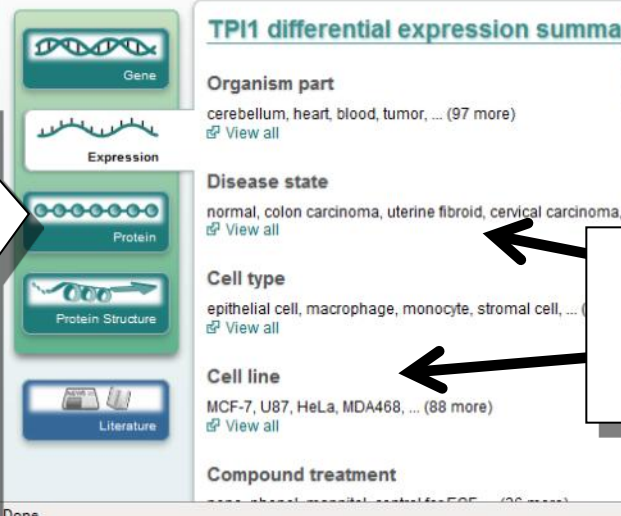 Gene
Expression
Protein
Protein Structure
Literature
TPI1 differential expression summa
Organism part
cerebellum, heart, blood, tumor, ... (97 more)
View all
Disease state
normal, colon carcinoma, uterine fibroid, cervical carcinoma,
View all
Cell type
epithelial cell, macrophage, monocyte, stromal cell, ... (
View all
Cell line
MCF-7, U87, HeLa, MDA468, ... (88 more)
View all
Compound treatment
Done